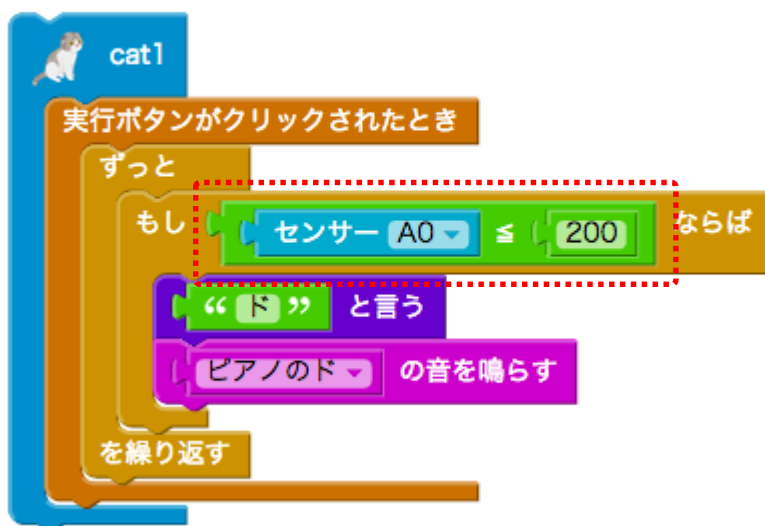 cat1
実行ボタンがクリックされたとき
ずっと
もし センサー A0 ≦ 200 ならば
“ ド ” と言う
ピアノのド の音を鳴らす
を繰り返す